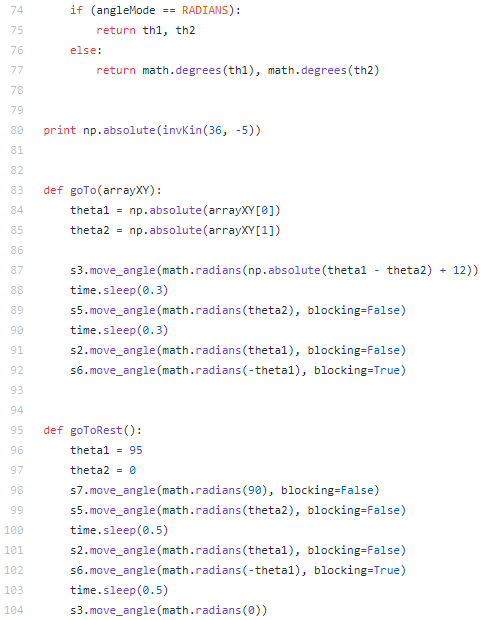 74 if (angleMode == RADIANS):
75 return th1, th2
76 else:
77 return math.degrees(th1), math.degrees(th2)
78
79
80 print np.absolute(invKin(36, -5))
81
82
83 def goTo(arrayXY):
84 theta1 = np.absolute(arrayXY[0])
85 theta2 = np.absolute(arrayXY[1])
86
87 s3.move_angle(math.radians(np.absolute(theta1 - theta2) + 12))
88 time.sleep(0.3)
89 s5.move_angle(math.radians(theta2), blocking=False)
90 time.sleep(0.3)
91 s2.move_angle(math.radians(theta1), blocking=False)
92 s6.move_angle(math.radians(-theta1), blocking=True)
93
94
95 def goToRest():
96 theta1 = 95
97 theta2 = 0
98 s7.move_angle(math.radians(90), blocking=False)
99 s5.move_angle(math.radians(theta2), blocking=False)
100 time.sleep(0.5)
101 s2.move_angle(math.radians(theta1), blocking=False)
102 s6.move_angle(math.radians(-theta1), blocking=True)
103 time.sleep(0.5)
104 s3.move_angle(math.radians(0))